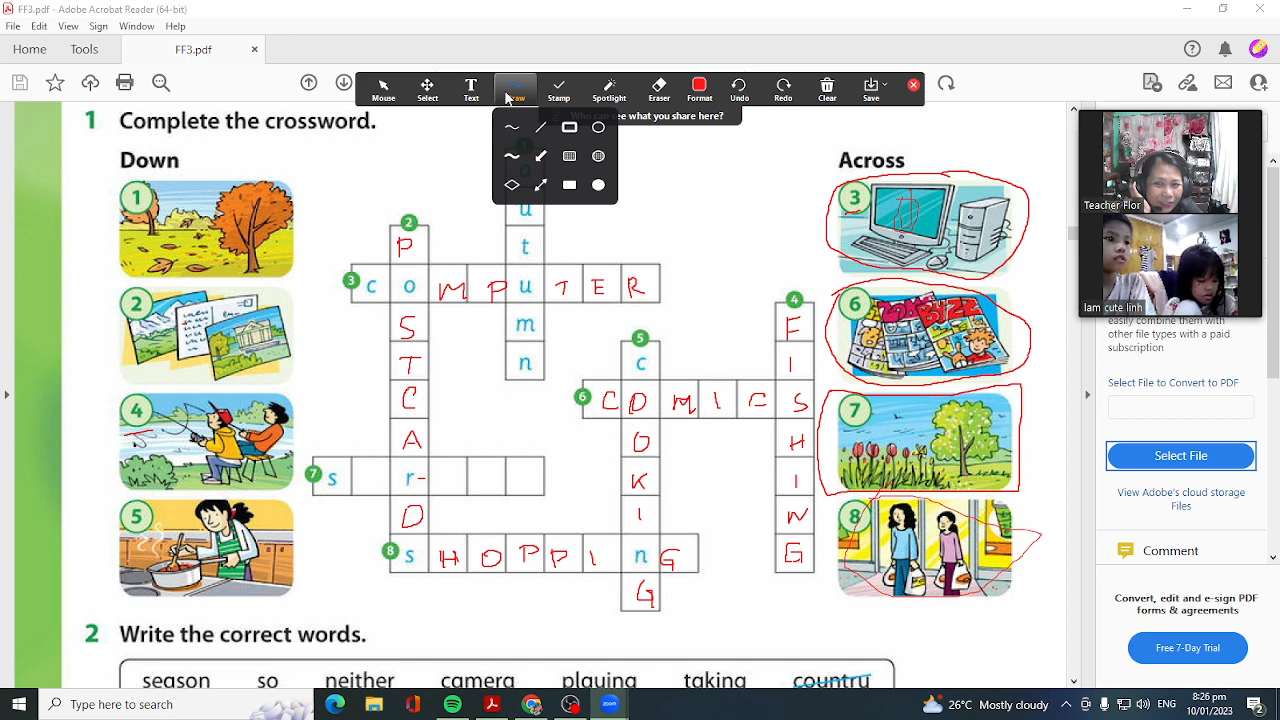 FF3.pdf - Adobe Acrobat Reader (64-bit)
File Edit View Sign Window Help
Home Tools FF3.pdf
Mouse Select Text Draw Stamp Spotlight Eraser Format Undo Redo Clear Save
Who can see what you share here?
1 Complete the crossword.
Down
Across
1
2
4
5
3
6
7
8
1
a
u
t
u
m
n
2
P
o
S
T
C
A
r
D
s
3 c o M P u T E R
4
F
I
S
H
I
N
G
5
c
O
O
K
I
n
G
6 C O M I C S
7 s r
8 s H O P P I n G
2 Write the correct words.
season so neither camera playing taking country
Teacher Flor
Iam cute linh
easily combine them with
other file types with a paid
subscription
Select File to Convert to PDF
Select File
View Adobe's cloud storage
Files
Comment
Convert, edit and e-sign PDF
forms & agreements
Free 7-Day Trial
Type here to search
zoom
26°C Mostly cloudy
8:26 pm
10/01/2023
2